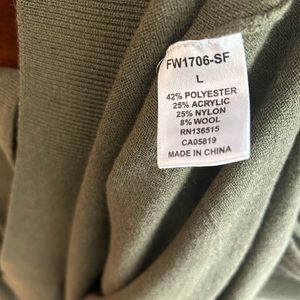 FW1706-SF
L
42% POLYESTER
25% ACRYLIC
25% NYLON
8% WOOL
RN136515
CA05819
MADE IN CHINA